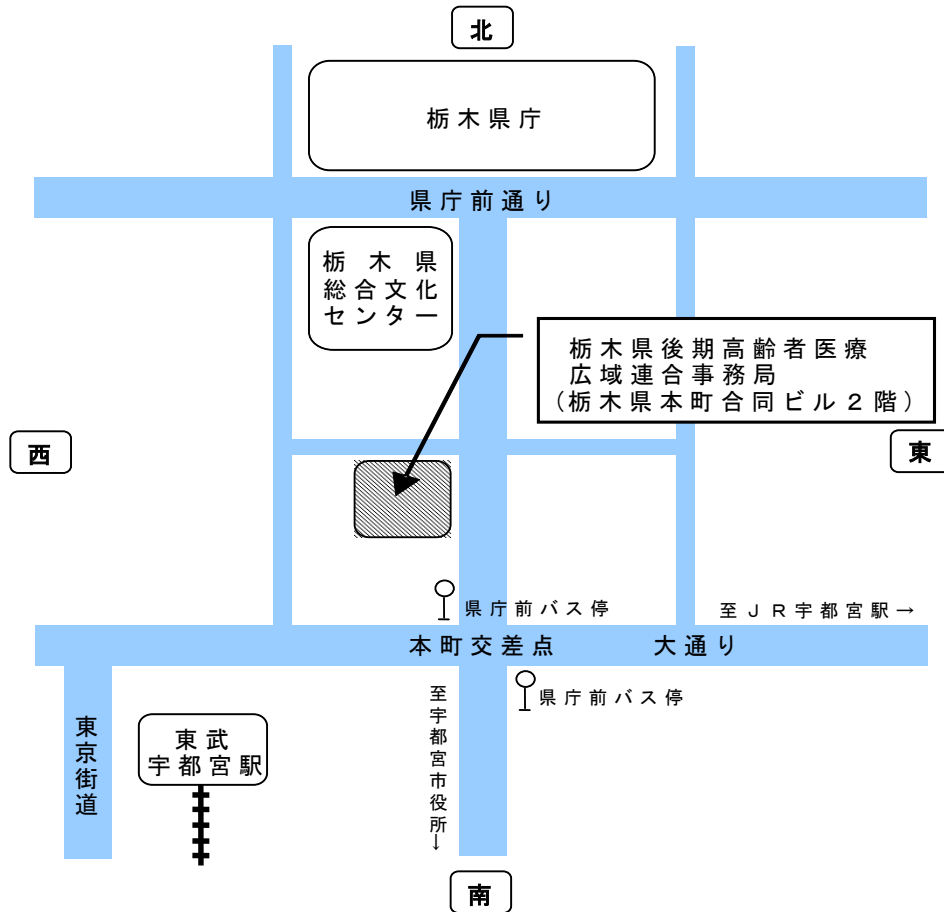 北
栃木県庁
県庁前通り
栃木県
総合文化
センター
栃木県後期高齢者医療
広域連合事務局
(栃木県本町合同ビル２階)
西
東
県庁前バス停
至ＪＲ宇都宮駅→
本町交差点
大通り
県庁前バス停
至宇都宮市役所→
東京街道
東武
宇都宮駅
南